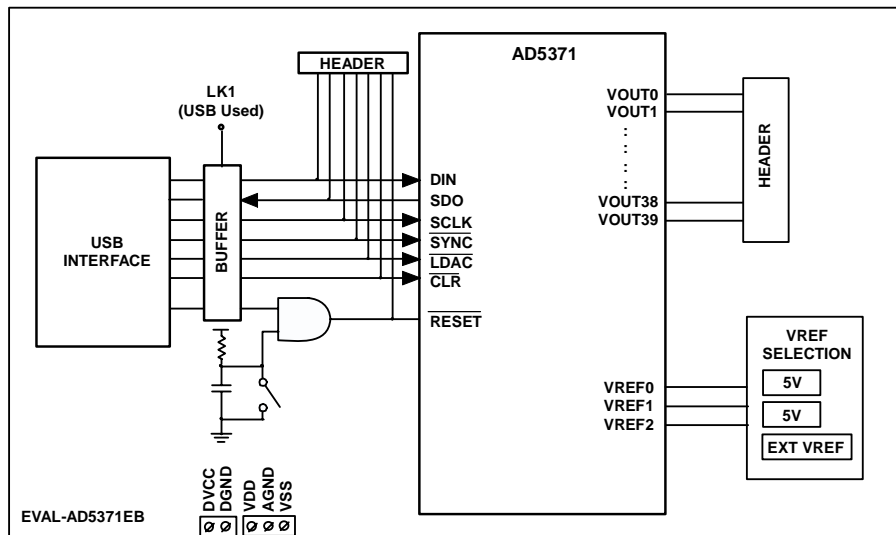 AD5371
HEADER
LK1
(USB Used)
USB
INTERFACE
BUFFER
DIN
SDO
SCLK
SYNC
LDAC
CLR
RESET
VOUT0
VOUT1
VOUT38
VOUT39
HEADER
VREF0
VREF1
VREF2
VREF
SELECTION
5V
5V
EXT VREF
DVCC
DGND
VDD
AGND
VSS
EVAL-AD5371EB